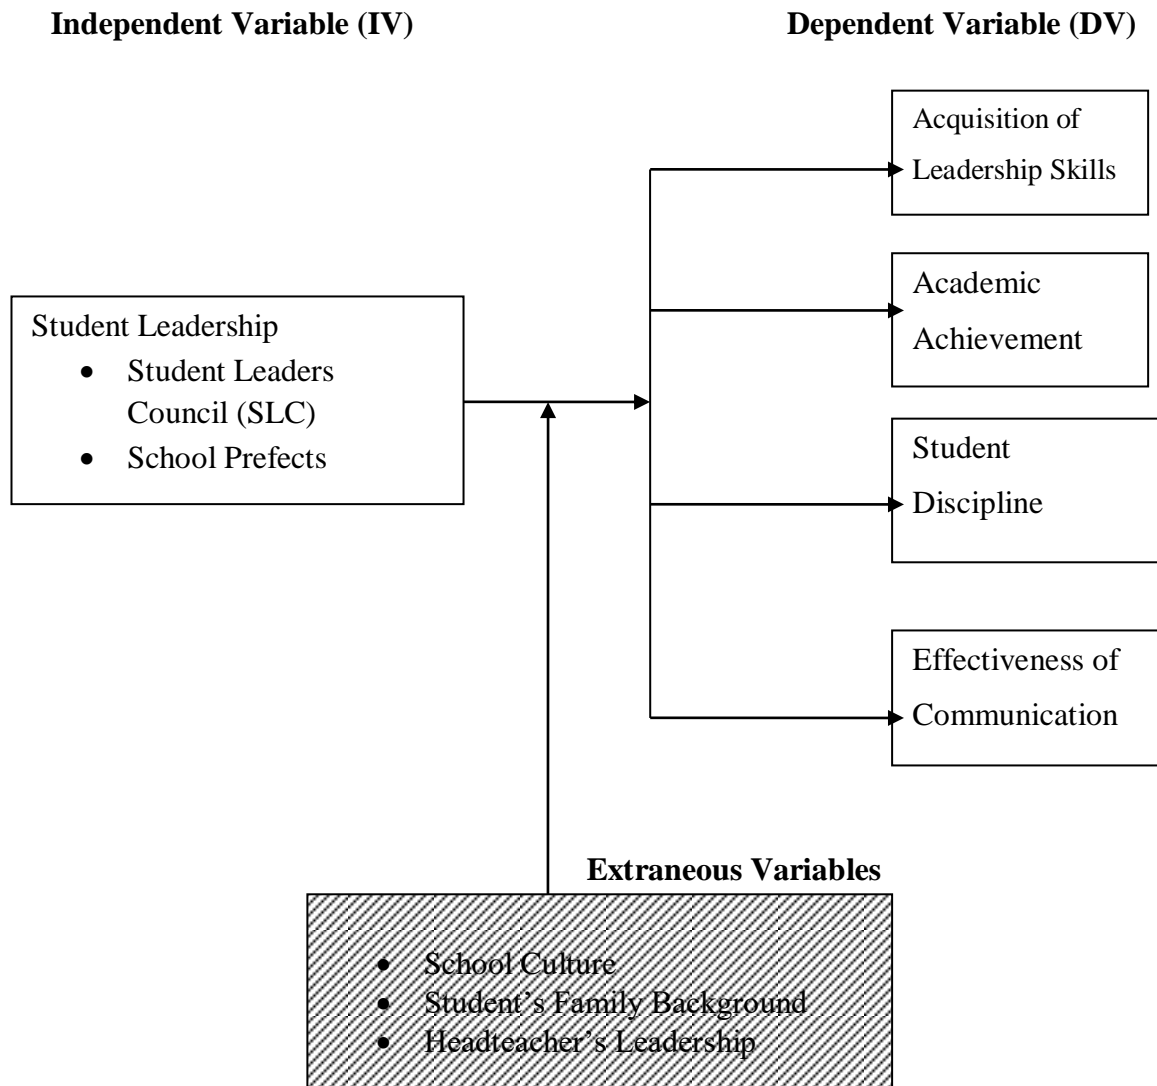 Independent Variable (IV)
Dependent Variable (DV)
Acquisition of
Leadership Skills
Academic
Achievement
Student Leadership
• Student Leaders
Council (SLC)
• School Prefects
Student
Discipline
Effectiveness of
Communication
Extraneous Variables
• School Culture
• Student’s Family Background
• Headteacher’s Leadership